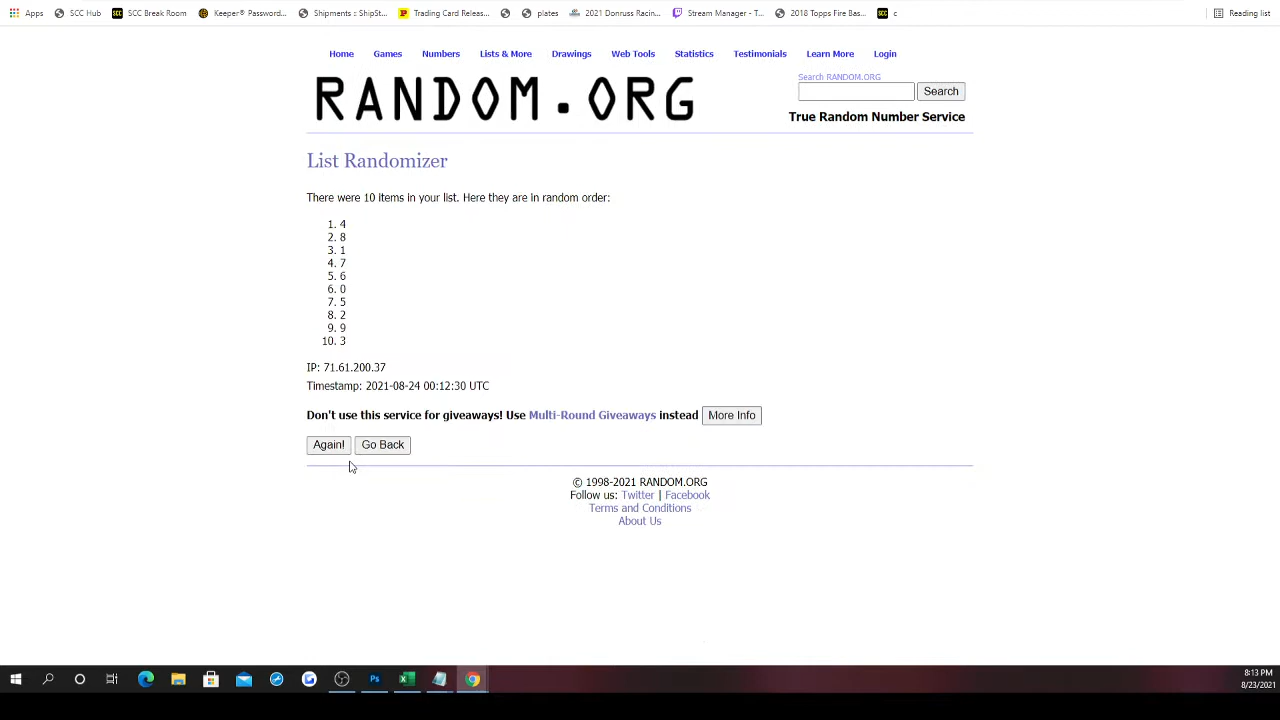 Apps SCC Hub SCC Break Room Keeper® Password... Shipments :: ShipSt... Trading Card Releas... plates 2021 Donruss Racin... Stream Manager - T... 2018 Topps Fire Bas... c Reading list
Home Games Numbers Lists & More Drawings Web Tools Statistics Testimonials Learn More Login
RANDOM.ORG
Search RANDOM.ORG
Search
True Random Number Service
List Randomizer
There were 10 items in your list. Here they are in random order:
1. 4
2. 8
3. 1
4. 7
5. 6
6. 0
7. 5
8. 2
9. 9
10. 3
IP: 71.61.200.37
Timestamp: 2021-08-24 00:12:30 UTC
Don't use this service for giveaways! Use Multi-Round Giveaways instead More Info
Again! Go Back
© 1998-2021 RANDOM.ORG
Follow us: Twitter | Facebook
Terms and Conditions
About Us
8:13 PM
8/23/2021